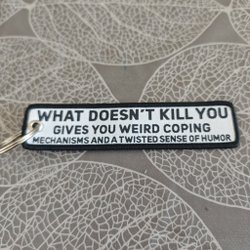 WHAT DOESN'T KILL YOU
GIVES YOU WEIRD COPING
MECHANISMS AND A TWISTED SENSE OF HUMOR